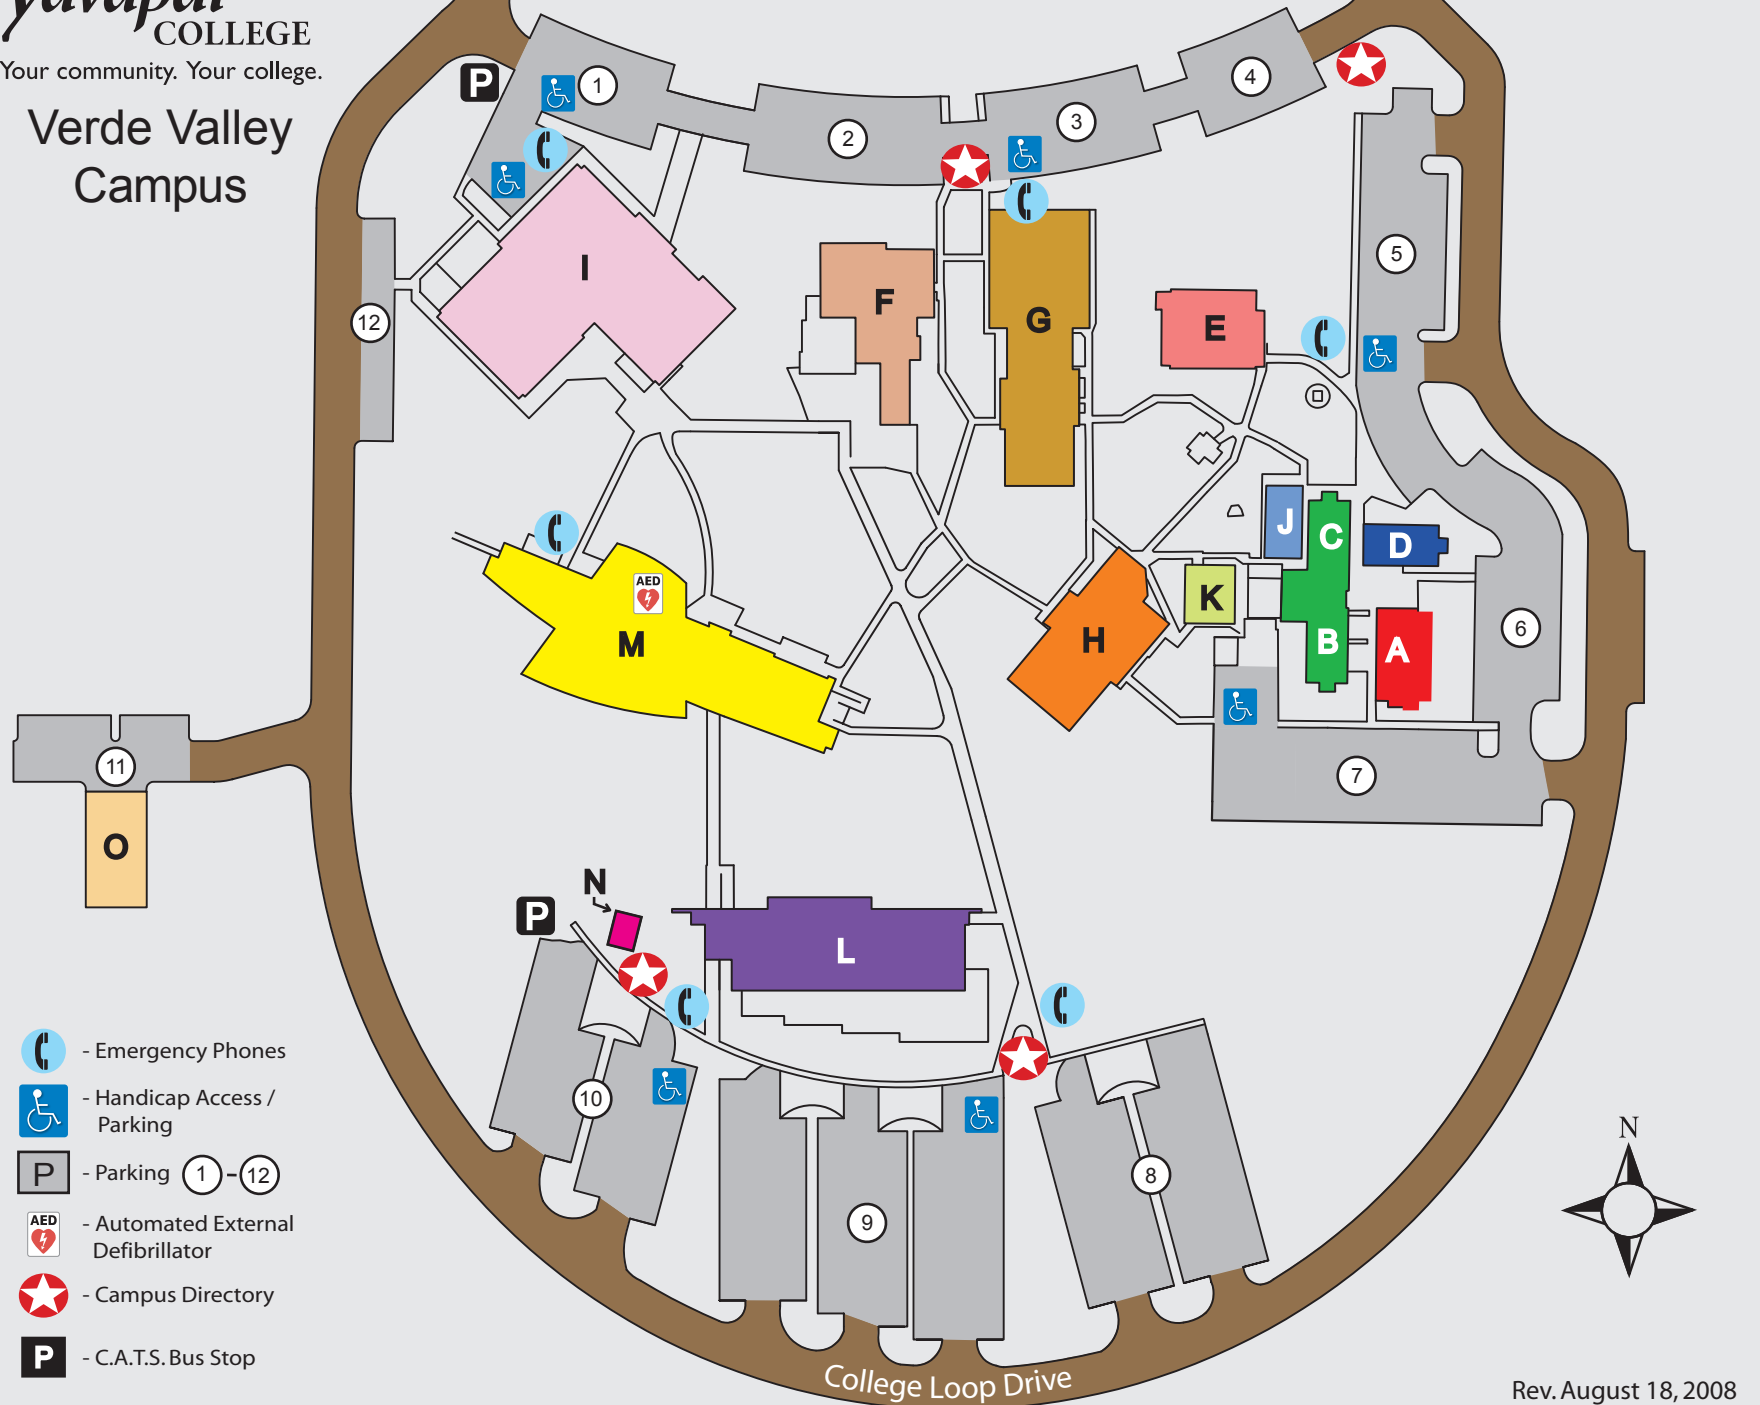 yavapai
COLLEGE
Your community. Your college.
Verde Valley
Campus
P
1
2
3
4
5
12
I
F
G
E
J
C
D
K
B
A
H
M
AED
6
7
11
O
N
P
L
10
9
8
College Loop Drive
- Emergency Phones
- Handicap Access /
Parking
P - Parking 1 - 12
AED - Automated External
Defibrillator
- Campus Directory
P - C.A.T.S. Bus Stop
N
Rev. August 18, 2008